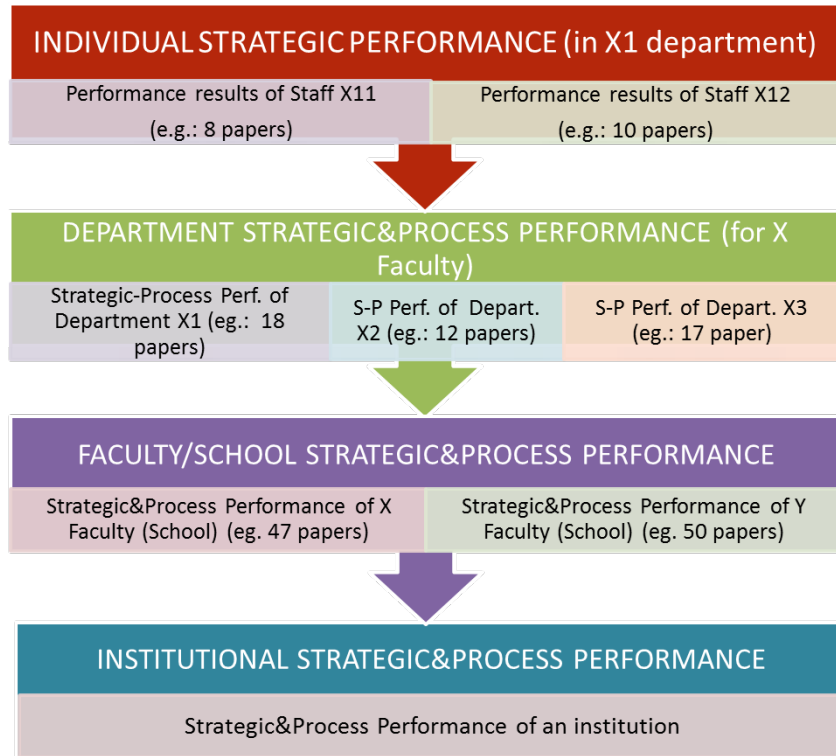 INDIVIDUAL STRATEGIC PERFORMANCE (in X1 department)
Performance results of Staff X11
(e.g.: 8 papers)
Performance results of Staff X12
(e.g.: 10 papers)
DEPARTMENT STRATEGIC&PROCESS PERFORMANCE (for X
Faculty)
Strategic-Process Perf. of
Department X1 (eg.: 18
papers)
S-P Perf. of Depart.
X2 (eg.: 12 papers)
S-P Perf. of Depart. X3
(eg.: 17 paper)
FACULTY/SCHOOL STRATEGIC&PROCESS PERFORMANCE
Strategic&Process Performance of X
Faculty (School) (eg. 47 papers)
Strategic&Process Performance of Y
Faculty (School) (eg. 50 papers)
INSTITUTIONAL STRATEGIC&PROCESS PERFORMANCE
Strategic&Process Performance of an institution